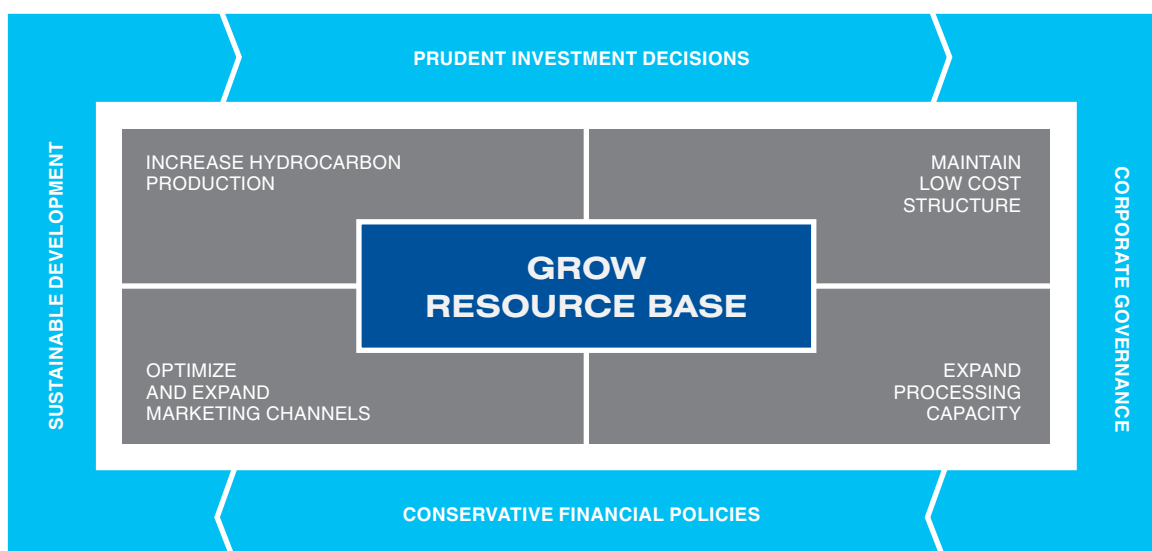 PRUDENT INVESTMENT DECISIONS
SUSTAINABLE DEVELOPMENT
INCREASE HYDROCARBON
PRODUCTION
MAINTAIN
LOW COST
STRUCTURE
GROW
RESOURCE BASE
OPTIMIZE
AND EXPAND
MARKETING CHANNELS
EXPAND
PROCESSING
CAPACITY
CORPORATE GOVERNANCE
CONSERVATIVE FINANCIAL POLICIES